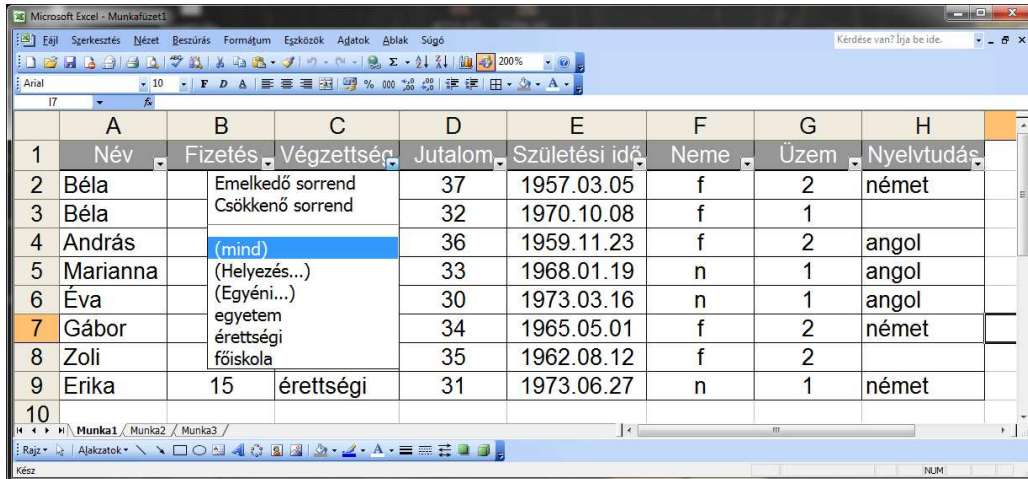 Microsoft Excel - Munkafüzet1
Fájl Szerkesztés Nézet Beszúrás Formátum Eszközök Adatok Ablak Súgó Kérdése van? Írja be ide.
200%
Arial 10 F D A % 000
I7 fx
A B C D E F G H
1 Név Fizetés Végzettség Jutalom Születési idő Neme Üzem Nyelvtudás
2 Béla Emelkedő sorrend 37 1957.03.05 f 2 német
3 Béla Csökkenő sorrend 32 1970.10.08 f 1
4 András (mind) 36 1959.11.23 f 2 angol
5 Marianna (Helyezés...) 33 1968.01.19 n 1 angol
6 Éva (Egyéni...) 30 1973.03.16 n 1 angol
egyetem
7 Gábor érettségi 34 1965.05.01 f 2 német
8 Zoli főiskola 35 1962.08.12 f 2
9 Erika 15 érettségi 31 1973.06.27 n 1 német
10
Munka1 Munka2 Munka3
Rajz Alakzatok
Kész NUM